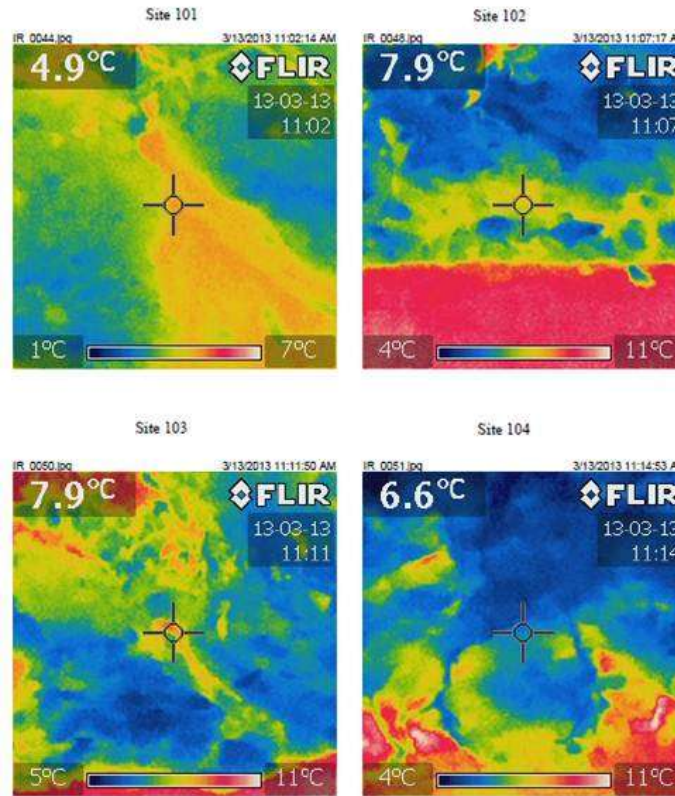 Site 101
IR_0044.jpg 3/13/2013 11:02:14 AM
4.9°C FLIR
13-03-13
11:02
1°C 7°C
Site 102
IR_0048.jpg 3/13/2013 11:07:17 AM
7.9°C FLIR
13-03-13
11:07
4°C 11°C
Site 103
IR_0050.jpg 3/13/2013 11:11:50 AM
7.9°C FLIR
13-03-13
11:11
5°C 11°C
Site 104
IR_0051.jpg 3/13/2013 11:14:53 AM
6.6°C FLIR
13-03-13
11:14
4°C 11°C